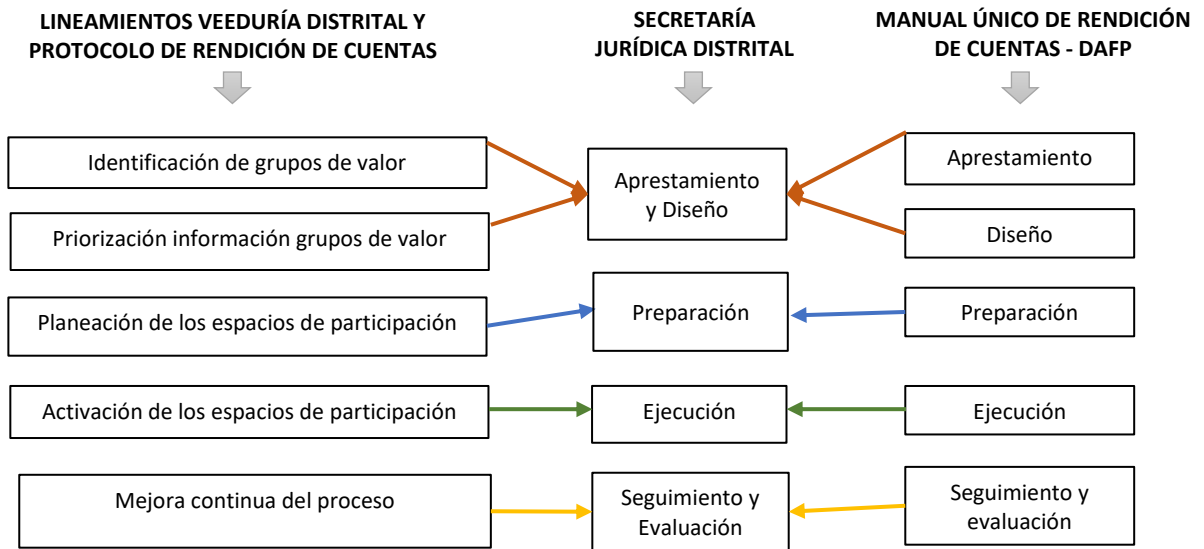 LINEAMIENTOS VEEDURÍA DISTRITAL Y
PROTOCOLO DE RENDICIÓN DE CUENTAS
SECRETARÍA
JURÍDICA DISTRITAL
MANUAL ÚNICO DE RENDICIÓN
DE CUENTAS - DAFP
Identificación de grupos de valor
Priorización información grupos de valor
Aprestamiento
y Diseño
Aprestamiento
Diseño
Planeación de los espacios de participación
Preparación
Preparación
Activación de los espacios de participación
Ejecución
Ejecución
Mejora continua del proceso
Seguimiento y
Evaluación
Seguimiento y
evaluación